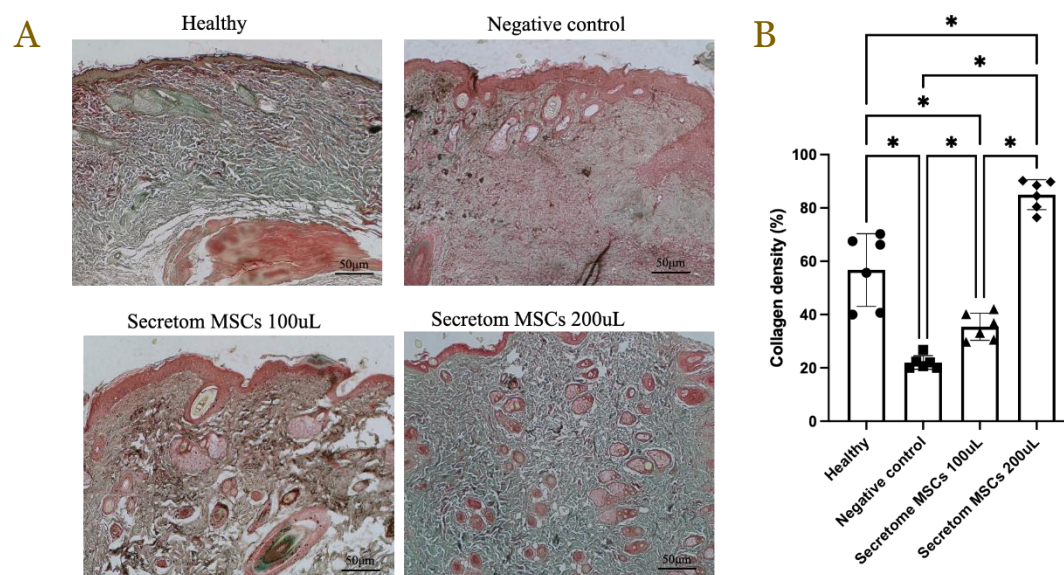 A
Healthy
50μm
Negative control
50μm
Secretom MSCs 100uL
50μm
Secretom MSCs 200uL
50μm
B
*
*
*
*
*
*
Collagen density (%)
100
80
60
40
20
0
Healthy
Negative control
Secretome MSCs 100uL
Secretom MSCs 200uL